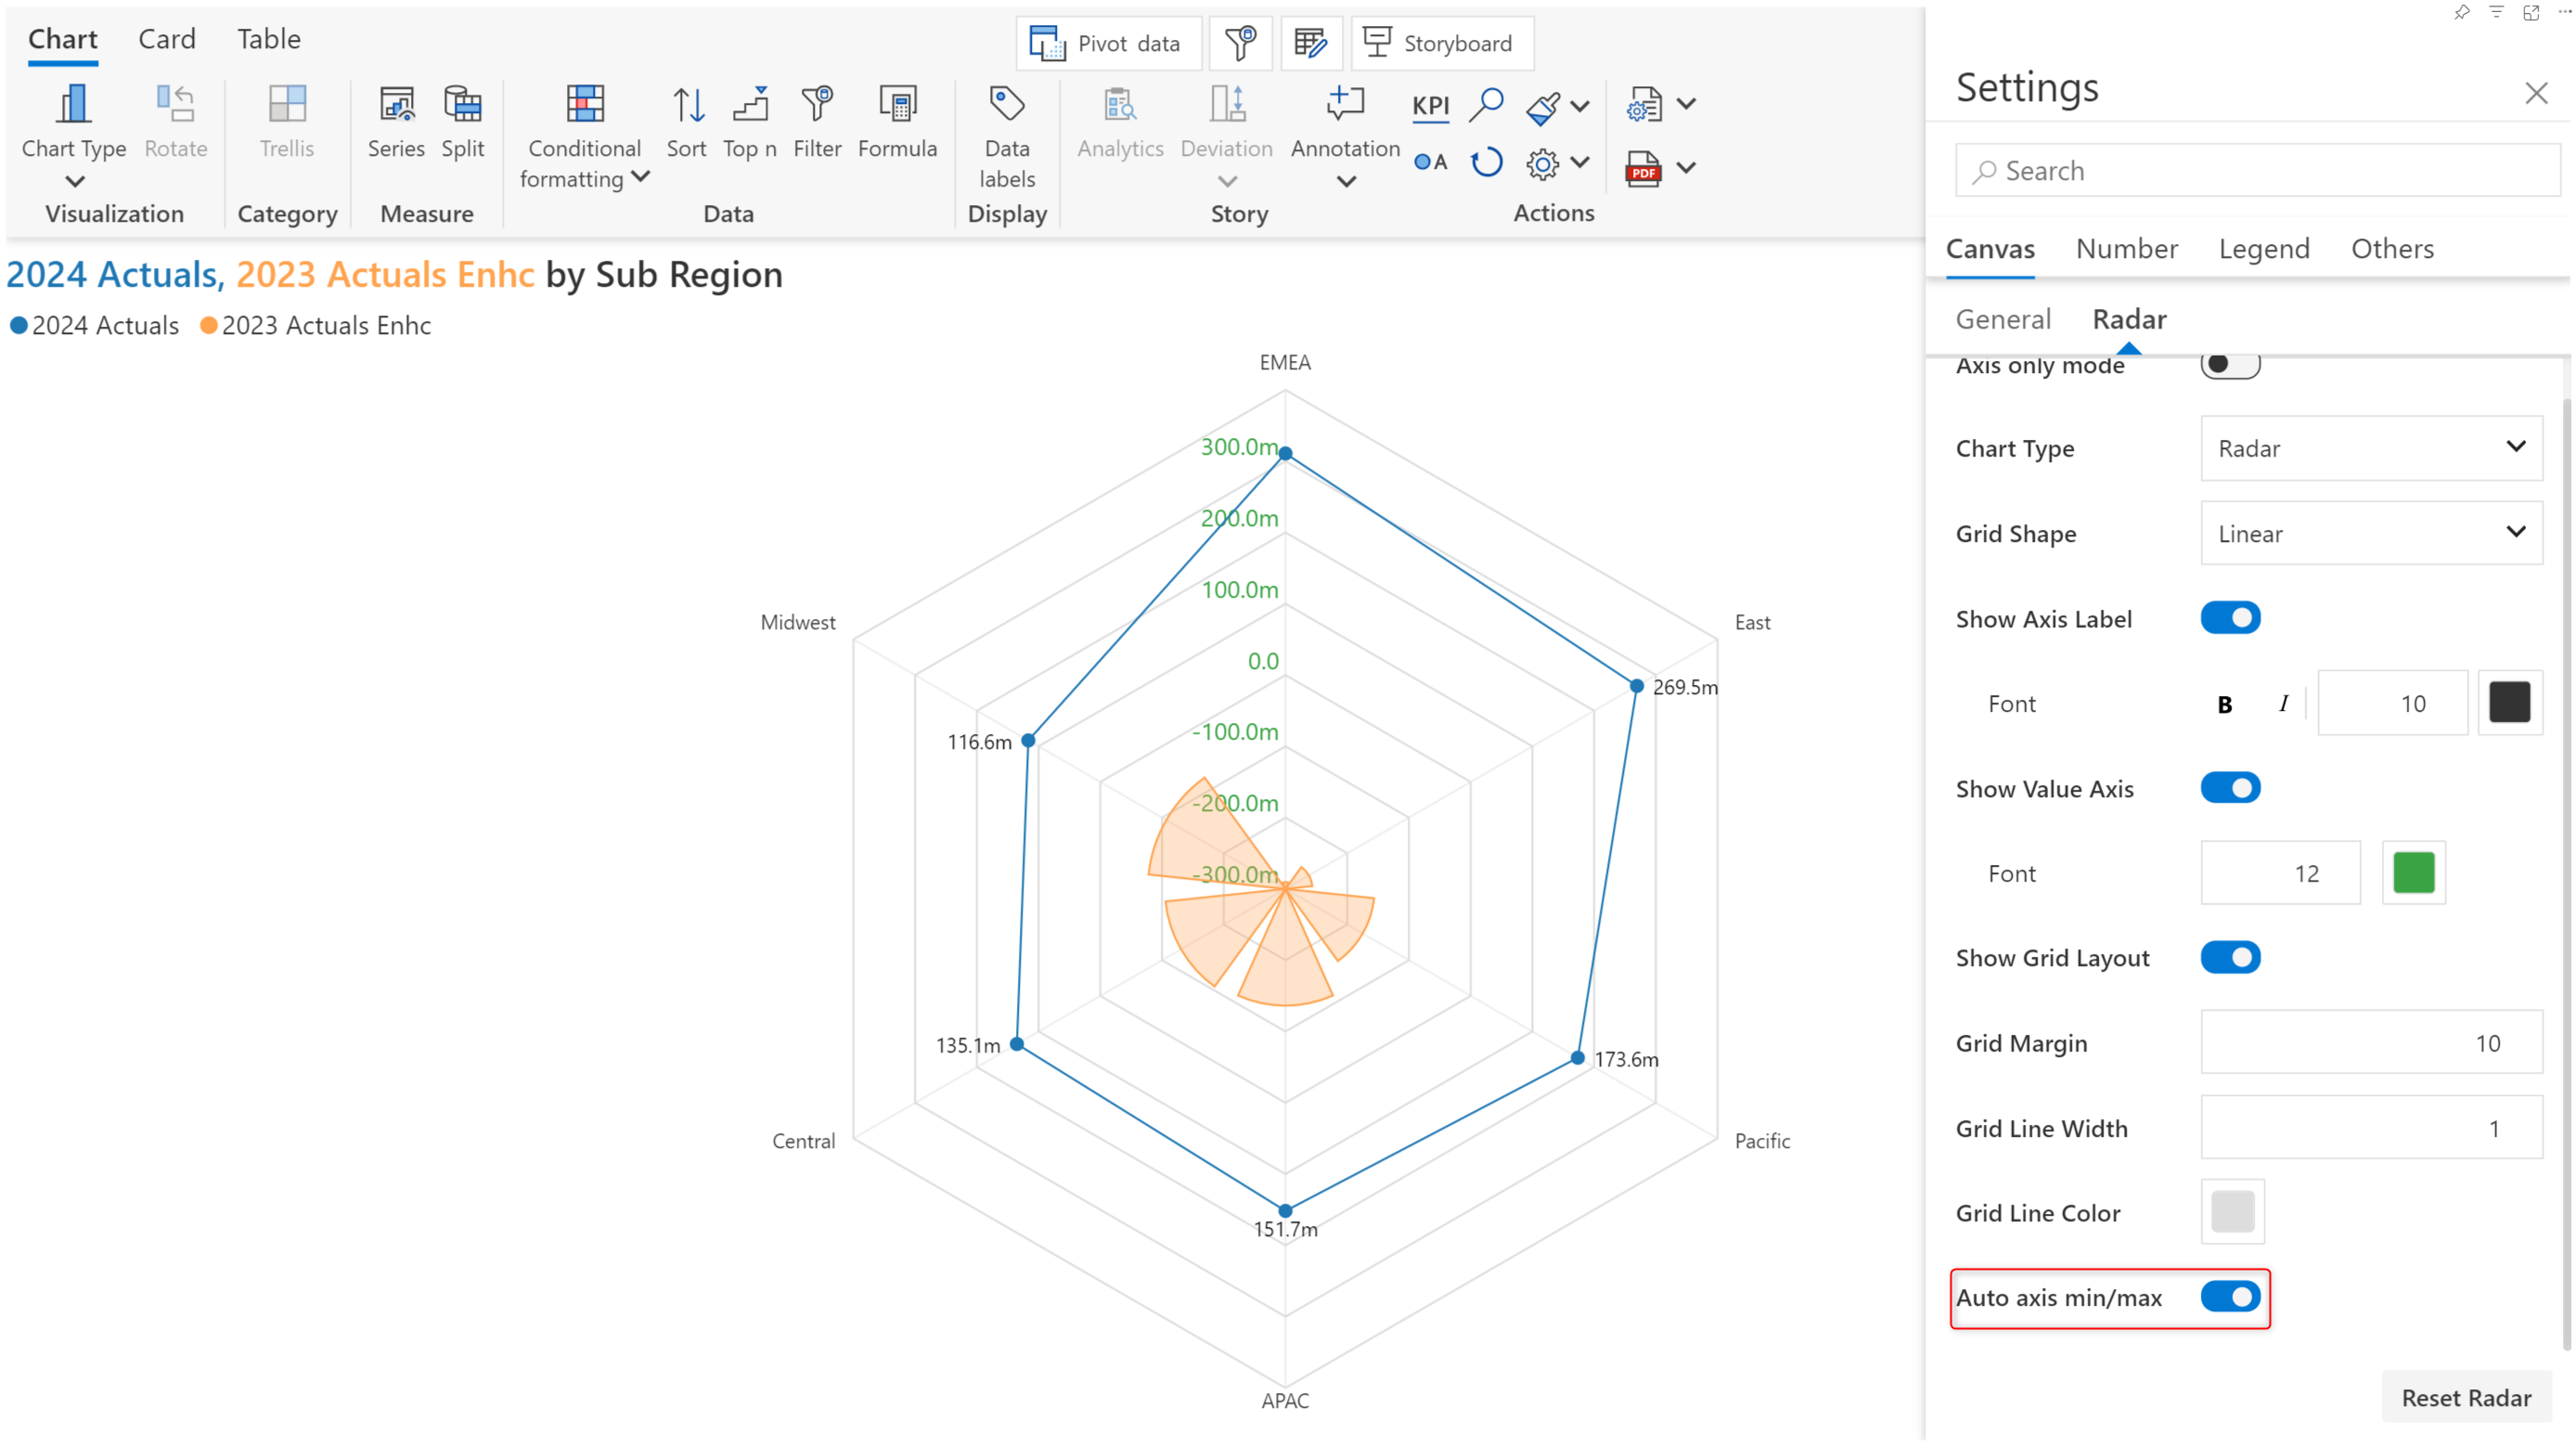 Chart Card Table
Pivot data
Storyboard
Settings
Search
Chart Type
Rotate
Trellis
Series
Split
Conditional
formatting
Sort
Top n
Filter
Formula
Data
labels
Analytics
Deviation
Annotation
KPI
A
PDF
Visualization
Category
Measure
Data
Display
Story
Actions
2024 Actuals, 2023 Actuals Enhc by Sub Region
2024 Actuals 2023 Actuals Enhc
EMEA
300.0m
200.0m
100.0m
Midwest
East
0.0
269.5m
-100.0m
116.6m
-200.0m
-300.0m
135.1m
173.6m
Central
Pacific
151.7m
APAC
Canvas Number Legend Others
General Radar
Axis only mode
Chart Type Radar
Grid Shape Linear
Show Axis Label
Font B I 10
Show Value Axis
Font 12
Show Grid Layout
Grid Margin 10
Grid Line Width 1
Grid Line Color
Auto axis min/max
Reset Radar